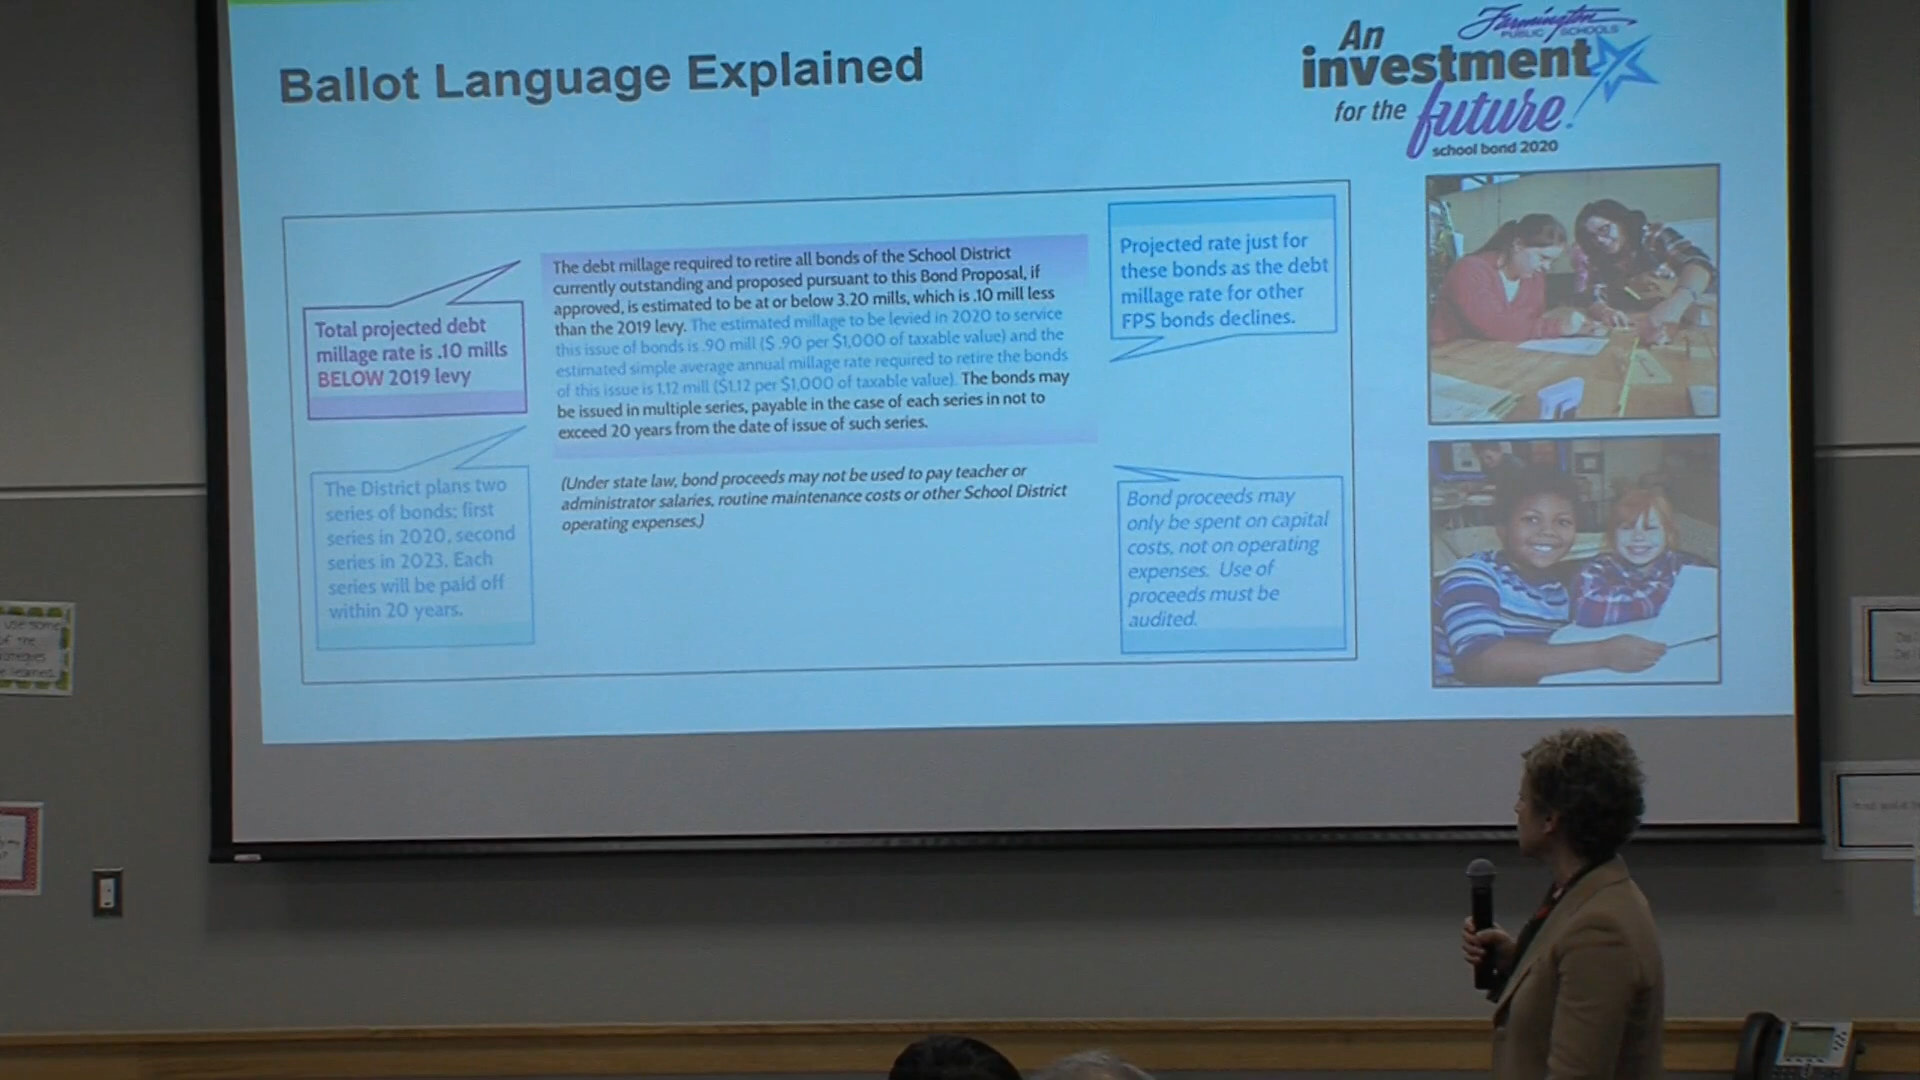 Ballot Language Explained
Farmington
PUBLIC SCHOOLS
An
investment
for the future!
school bond 2020
Total projected debt
millage rate is .10 mills
BELOW 2019 levy
The District plans two
series of bonds: first
series in 2020, second
series in 2023. Each
series will be paid off
within 20 years.
The debt millage required to retire all bonds of the School District
currently outstanding and proposed pursuant to this Bond Proposal, if
approved, is estimated to be at or below 3.20 mills, which is .10 mill less
than the 2019 levy. The estimated millage to be levied in 2020 to service
this issue of bonds is .90 mill ($ .90 per $1,000 of taxable value) and the
estimated simple average annual millage rate required to retire the bonds
of this issue is 1.12 mill ($1.12 per $1,000 of taxable value). The bonds may
be issued in multiple series, payable in the case of each series in not to
exceed 20 years from the date of issue of such series.
(Under state law, bond proceeds may not be used to pay teacher or
administrator salaries, routine maintenance costs or other School District
operating expenses.)
Projected rate just for
these bonds as the debt
millage rate for other
FPS bonds declines.
Bond proceeds may
only be spent on capital
costs, not on operating
expenses. Use of
proceeds must be
audited.
use some
of the